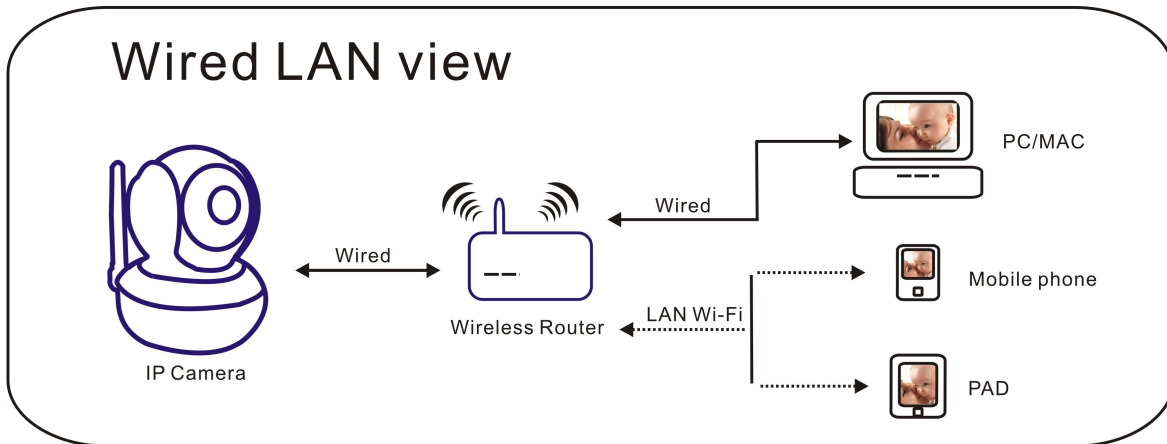 Wired LAN view
PC/MAC
Wired
Wired
Mobile phone
LAN Wi-Fi
Wireless Router
IP Camera
PAD